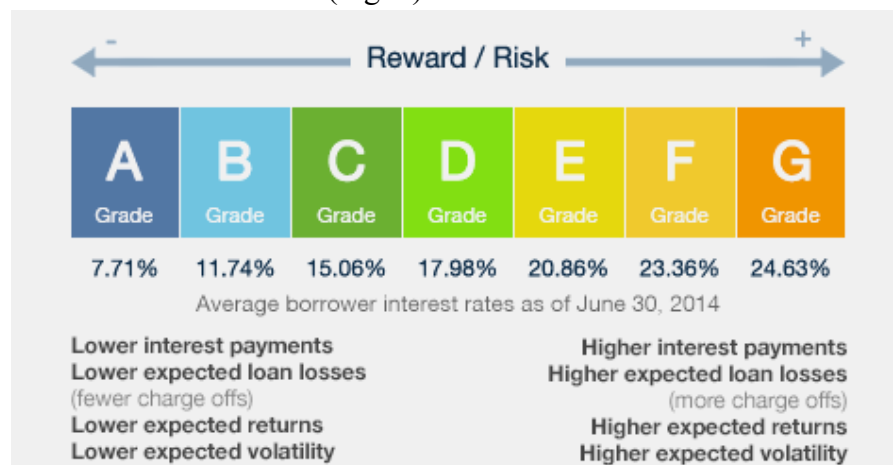 - Reward / Risk +
A B C D E F G
Grade Grade Grade Grade Grade Grade Grade
7.71% 11.74% 15.06% 17.98% 20.86% 23.36% 24.63%
Average borrower interest rates as of June 30, 2014
Lower interest payments
Lower expected loan losses
(fewer charge offs)
Lower expected returns
Lower expected volatility
Higher interest payments
Higher expected loan losses
(more charge offs)
Higher expected returns
Higher expected volatility